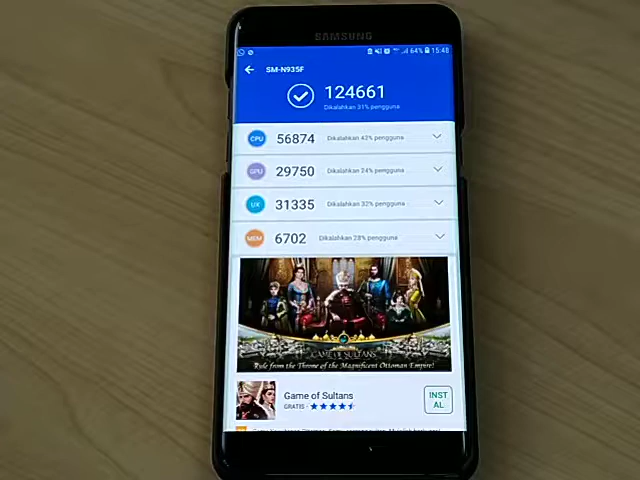 SAMSUNG
64% 15:48
SM-N935F
124661
Dikalahkan 31% pengguna
CPU 56874 Dikalahkan 42% pengguna
GPU 29750 Dikalahkan 24% pengguna
UX 31335 Dikalahkan 32% pengguna
MEM 6702 Dikalahkan 28% pengguna
GAME OF SULTANS
Rule from the Throne of the Magnificent Ottoman Empire!
Game of Sultans
GRATIS
INST
AL